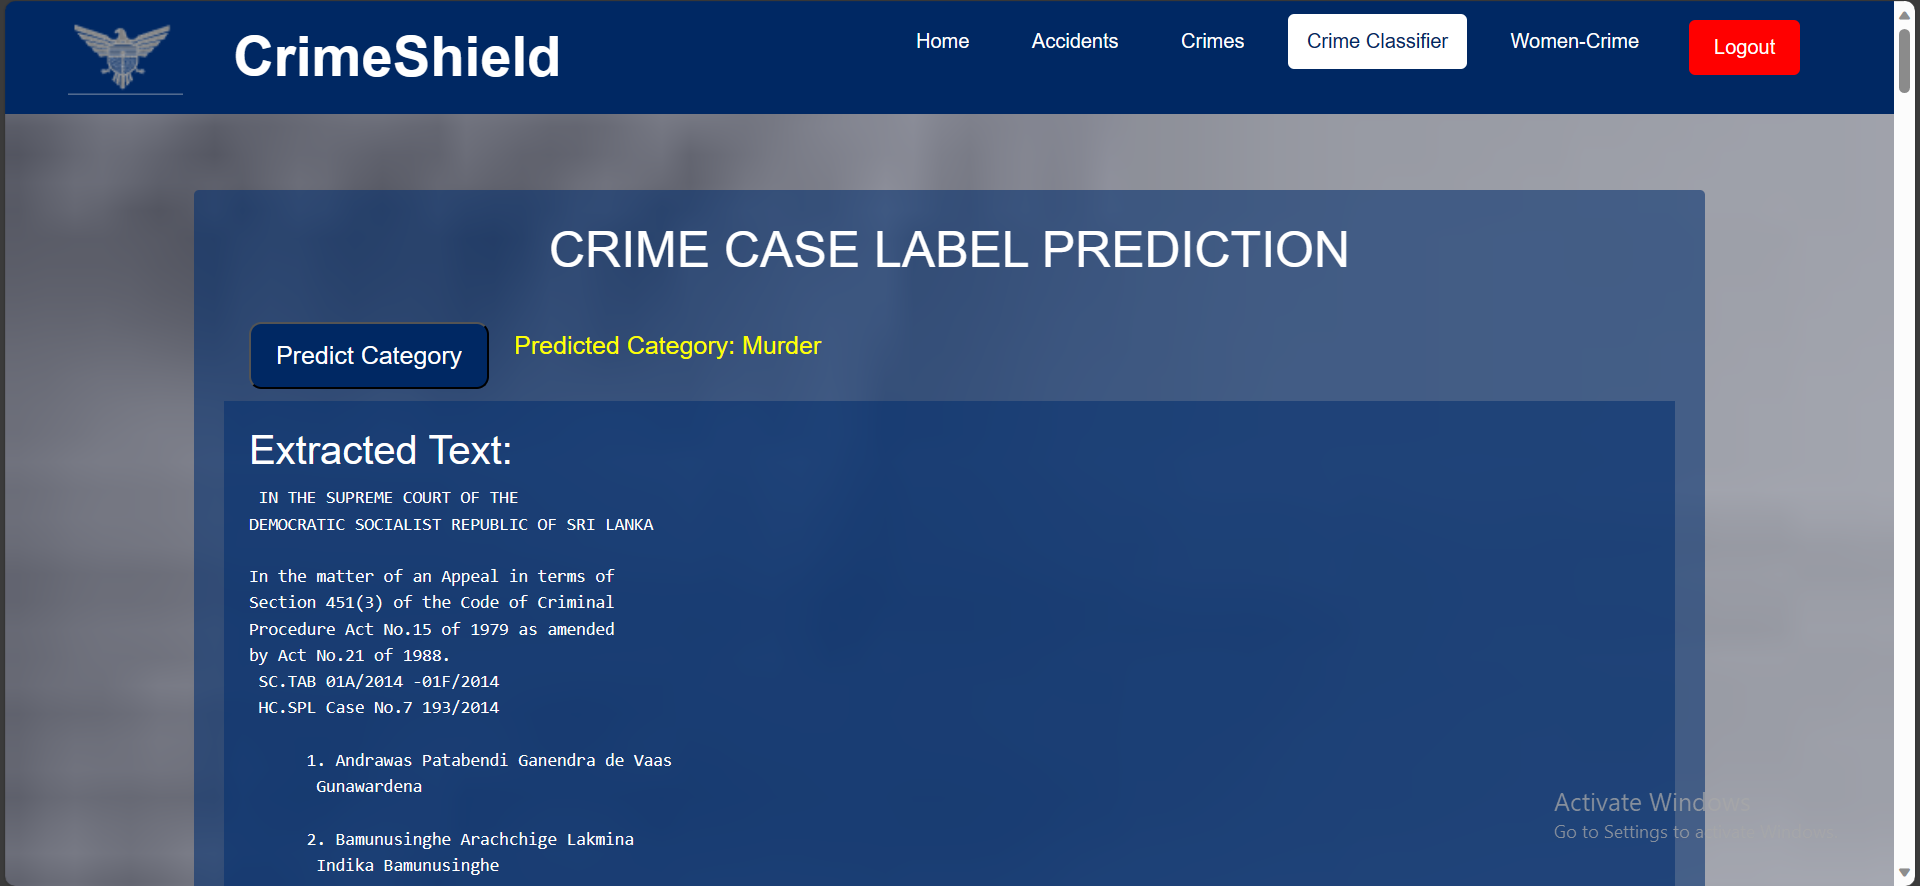 CrimeShield
Home
Accidents
Crimes
Crime Classifier
Women-Crime
Logout
CRIME CASE LABEL PREDICTION
Predict Category
Predicted Category: Murder
Extracted Text:
IN THE SUPREME COURT OF THE
DEMOCRATIC SOCIALIST REPUBLIC OF SRI LANKA
In the matter of an Appeal in terms of
Section 451(3) of the Code of Criminal
Procedure Act No.15 of 1979 as amended
by Act No.21 of 1988.
SC.TAB 01A/2014 -01F/2014
HC.SPL Case No.7 193/2014
1. Andrawas Patabendi Ganendra de Vaas
Gunawardena
2. Bamunusinghe Arachchige Lakmina
Indika Bamunusinghe
Activate Windows
Go to Settings to activate Windows.